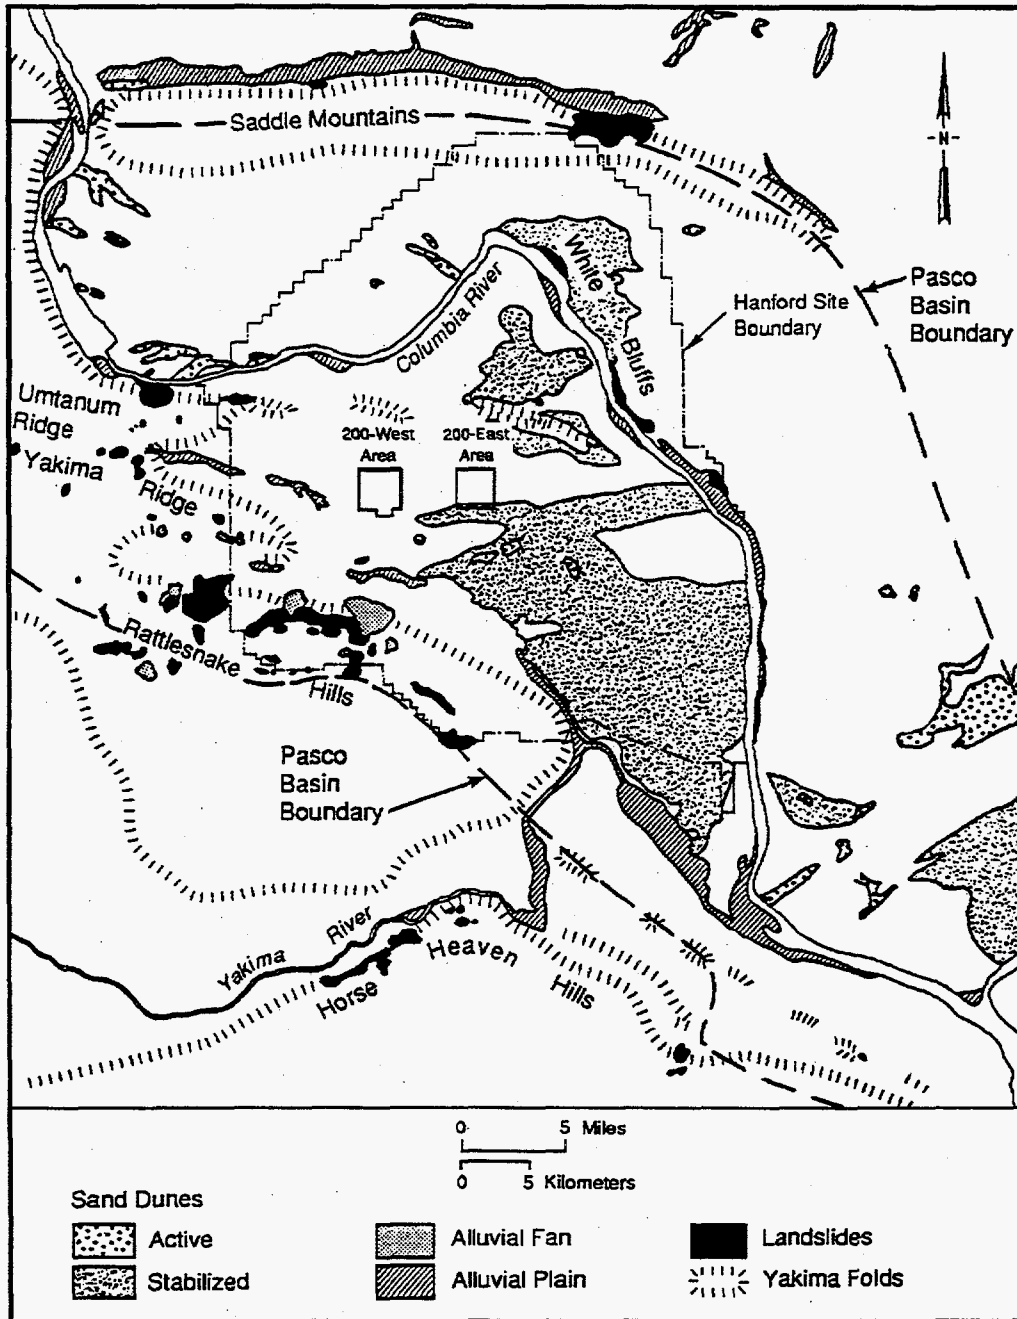 Saddle Mountains
N
White
Bluffs
Columbia River
Hanford Site
Boundary
Pasco
Basin
Boundary
Umtanum
Ridge
Yakima
Ridge
200-West
Area
200-East
Area
Rattlesnake
Hills
Pasco
Basin
Boundary
Yakima River
Horse
Heaven
Hills
0 5 Miles
0 5 Kilometers
Sand Dunes
Active
Stabilized
Alluvial Fan
Alluvial Plain
Landslides
Yakima Folds